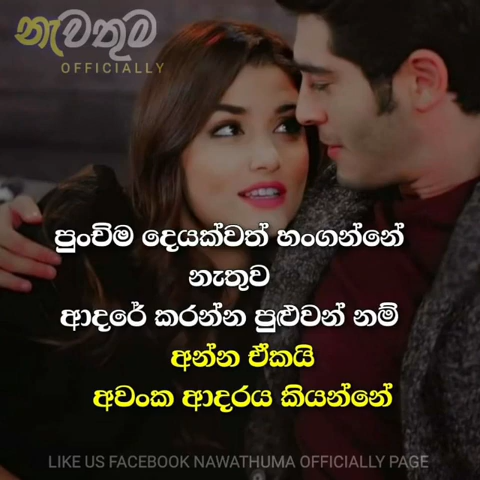 නැවතුම
OFFICIALLY
පුංචිම දෙයක්වත් හංගන්නේ
නැතුව
ආදරේ කරන්න පුළුවන් නම්
අන්න ඒකයි
අවංක ආදරය කියන්නේ
LIKE US FACEBOOK NAWATHUMA OFFICIALLY PAGE